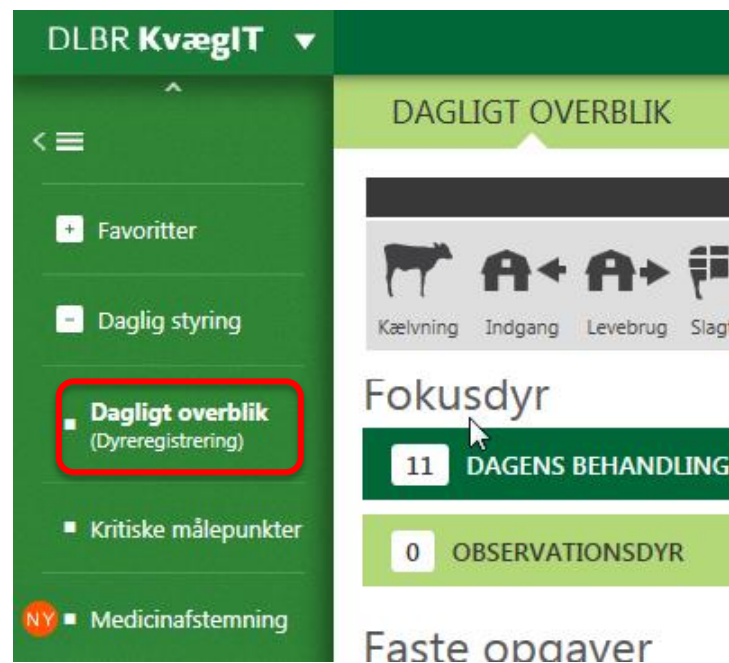 DLBR KvægIT
DAGLIGT OVERBLIK
Favoritter
Daglig styring
Dagligt overblik
(Dyreregistrering)
Kritiske målepunkter
NY Medicinafstemning
Kælvning Indgang Levebrug Slagt
Fokusdyr
11 DAGENS BEHANDLING
0 OBSERVATIONSDYR
Faste opgaver